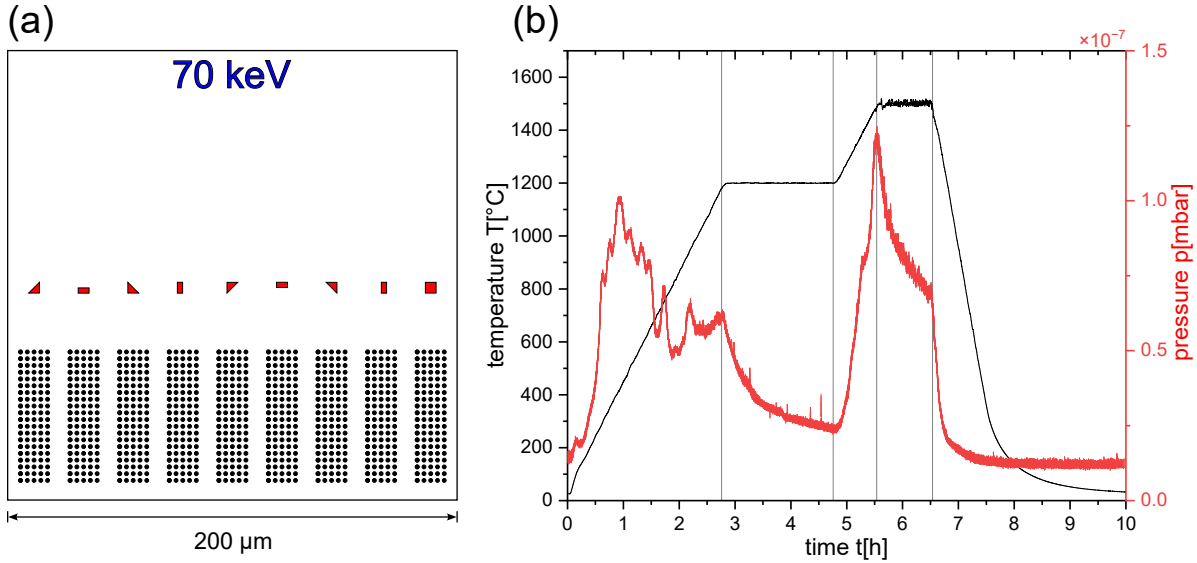 (a)
70 keV
200 µm
(b)
×10⁻⁷
1600
1400
1200
1000
800
600
400
200
0
temperature T[°C]
0 1 2 3 4 5 6 7 8 9 10
time t[h]
1.5
1.0
0.5
0.0
pressure p[mbar]